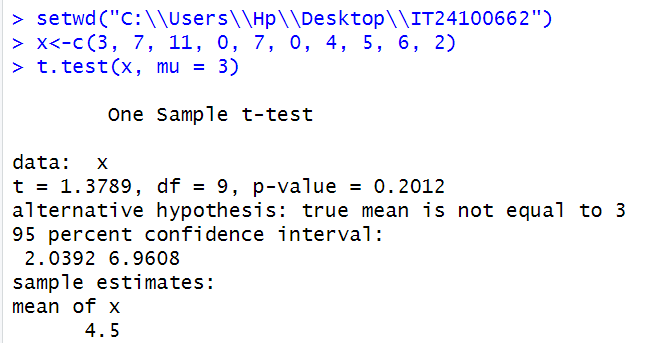 > setwd("C:\\Users\\Hp\\Desktop\\IT24100662")
> x<-c(3, 7, 11, 0, 7, 0, 4, 5, 6, 2)
> t.test(x, mu = 3)
One Sample t-test
data:  x
t = 1.3789, df = 9, p-value = 0.2012
alternative hypothesis: true mean is not equal to 3
95 percent confidence interval:
2.0392 6.9608
sample estimates:
mean of x
4.5